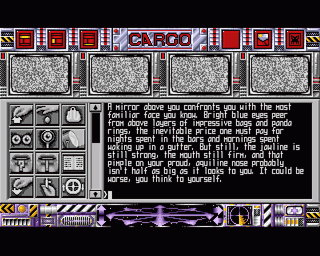 CARGO
A mirror above you confronts you with the most
familiar face you know. Bright blue eyes peer
from above layers of impressive bags and panda
rings, the inevitable price one must pay for
nights spent in the bars and mornings spent
waking up in a gutter. But still, the jawline is
still strong, the mouth still firm, and that
pimple on your proud, aquiline nose probably
isn't half as big as it looks to you. It could be
worse, you think to yourself.